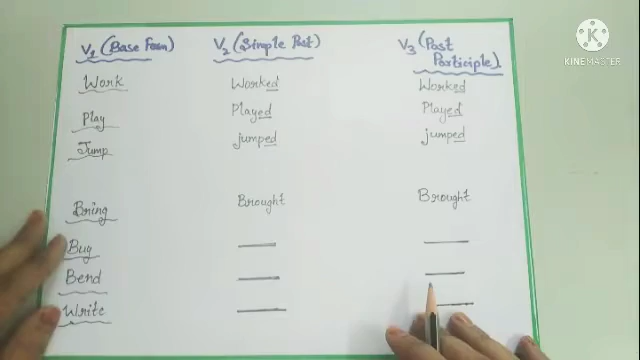 V1 (Base Form) V2 (Simple Past) V3 (Past Participle)
Work Worked Worked
Play Played Played
Jump jumped jumped
Bring Brought Brought
Buy
Bend
Write
KINEMASTER